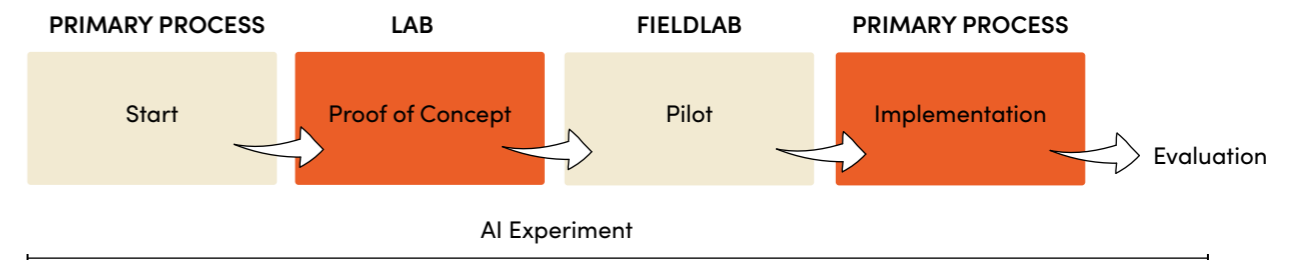 PRIMARY PROCESS LAB FIELDLAB PRIMARY PROCESS
Start Proof of Concept Pilot Implementation
Evaluation
AI Experiment